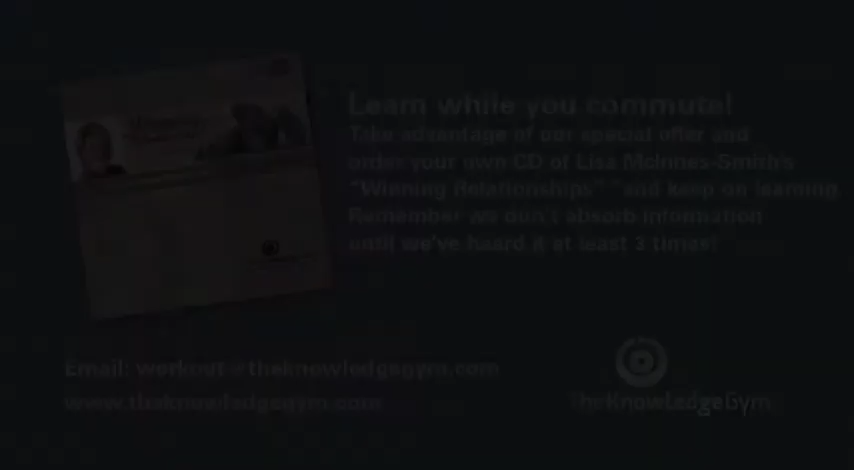 Learn while you commute!
Take advantage of our special offer and
order your own CD of Lisa McInnes-Smith's
"Winning Relationships" and keep on learning
Remember we don't absorb information
until we've heard it at least 3 times!
Email: workout@theknowledgegym.com
www.theknowledgegym.com
TheKnowledgeGym